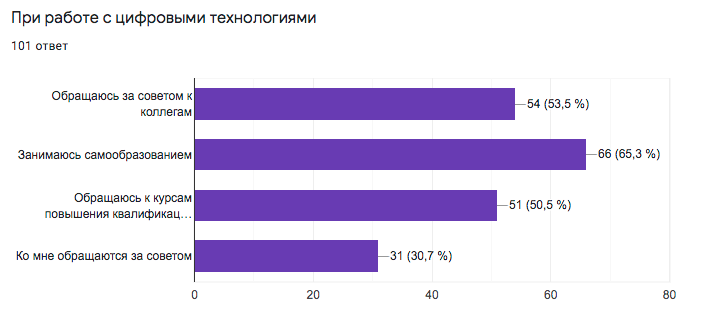 При работе с цифровыми технологиями
101 ответ
Обращаюсь за советом к
коллегам
54 (53,5 %)
Занимаюсь самообразованием
66 (65,3 %)
Обращаюсь к курсам
повышения квалификац…
51 (50,5 %)
Ко мне обращаются за советом
31 (30,7 %)
0 20 40 60 80